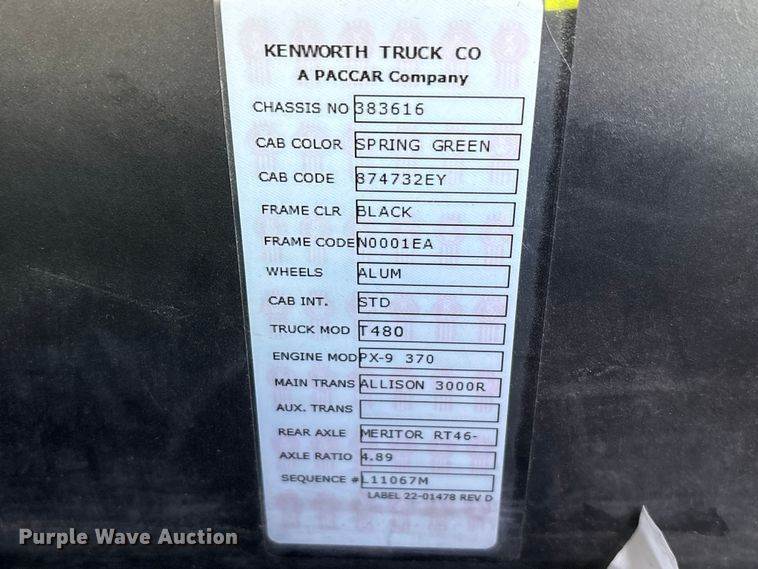 KENWORTH TRUCK CO
A PACCAR Company
CHASSIS NO 383616
CAB COLOR SPRING GREEN
CAB CODE 874732EY
FRAME CLR BLACK
FRAME CODE N0001EA
WHEELS ALUM
CAB INT. STD
TRUCK MOD T480
ENGINE MOD PX-9 370
MAIN TRANS ALLISON 3000R
AUX. TRANS
REAR AXLE MERITOR RT46-
AXLE RATIO 4.89
SEQUENCE # L11067M
LABEL 22-01478 REV D
Purple Wave Auction